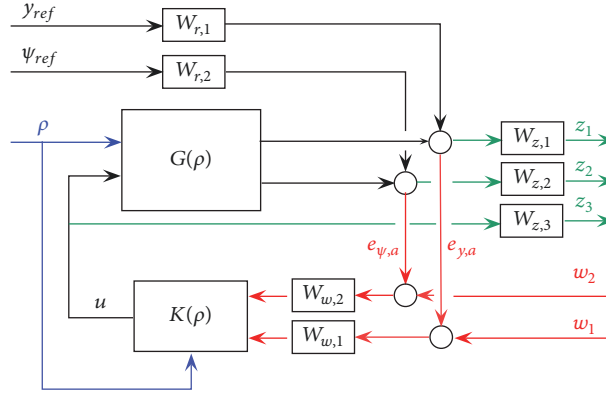 y_ref
W_r,1
ψ_ref
W_r,2
ρ
G(ρ)
W_z,1
z_1
W_z,2
z_2
W_z,3
z_3
e_ψ,a
e_y,a
u
K(ρ)
W_w,2
w_2
W_w,1
w_1